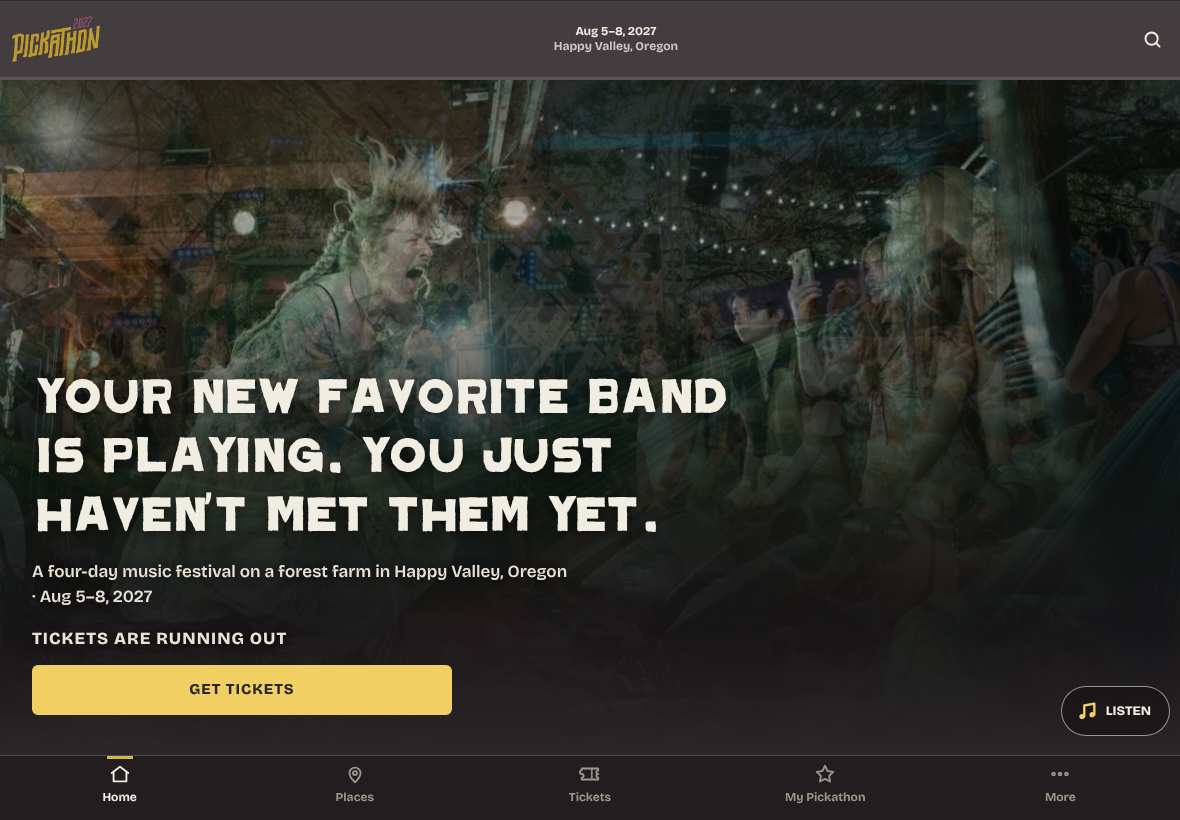 2027
PICKATHON
Aug 5–8, 2027
Happy Valley, Oregon
YOUR NEW FAVORITE BAND
IS PLAYING. YOU JUST
HAVEN'T MET THEM YET.
A four-day music festival on a forest farm in Happy Valley, Oregon
· Aug 5–8, 2027
TICKETS ARE RUNNING OUT
GET TICKETS
LISTEN
Home
Places
Tickets
My Pickathon
More